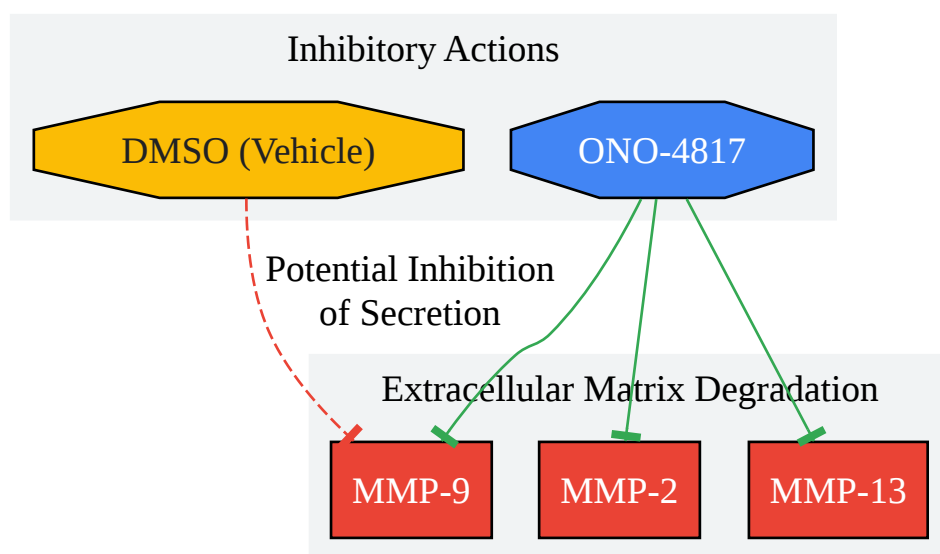 Inhibitory Actions
DMSO (Vehicle)
ONO-4817
Potential Inhibition
of Secretion
Extracellular Matrix Degradation
MMP-9
MMP-2
MMP-13